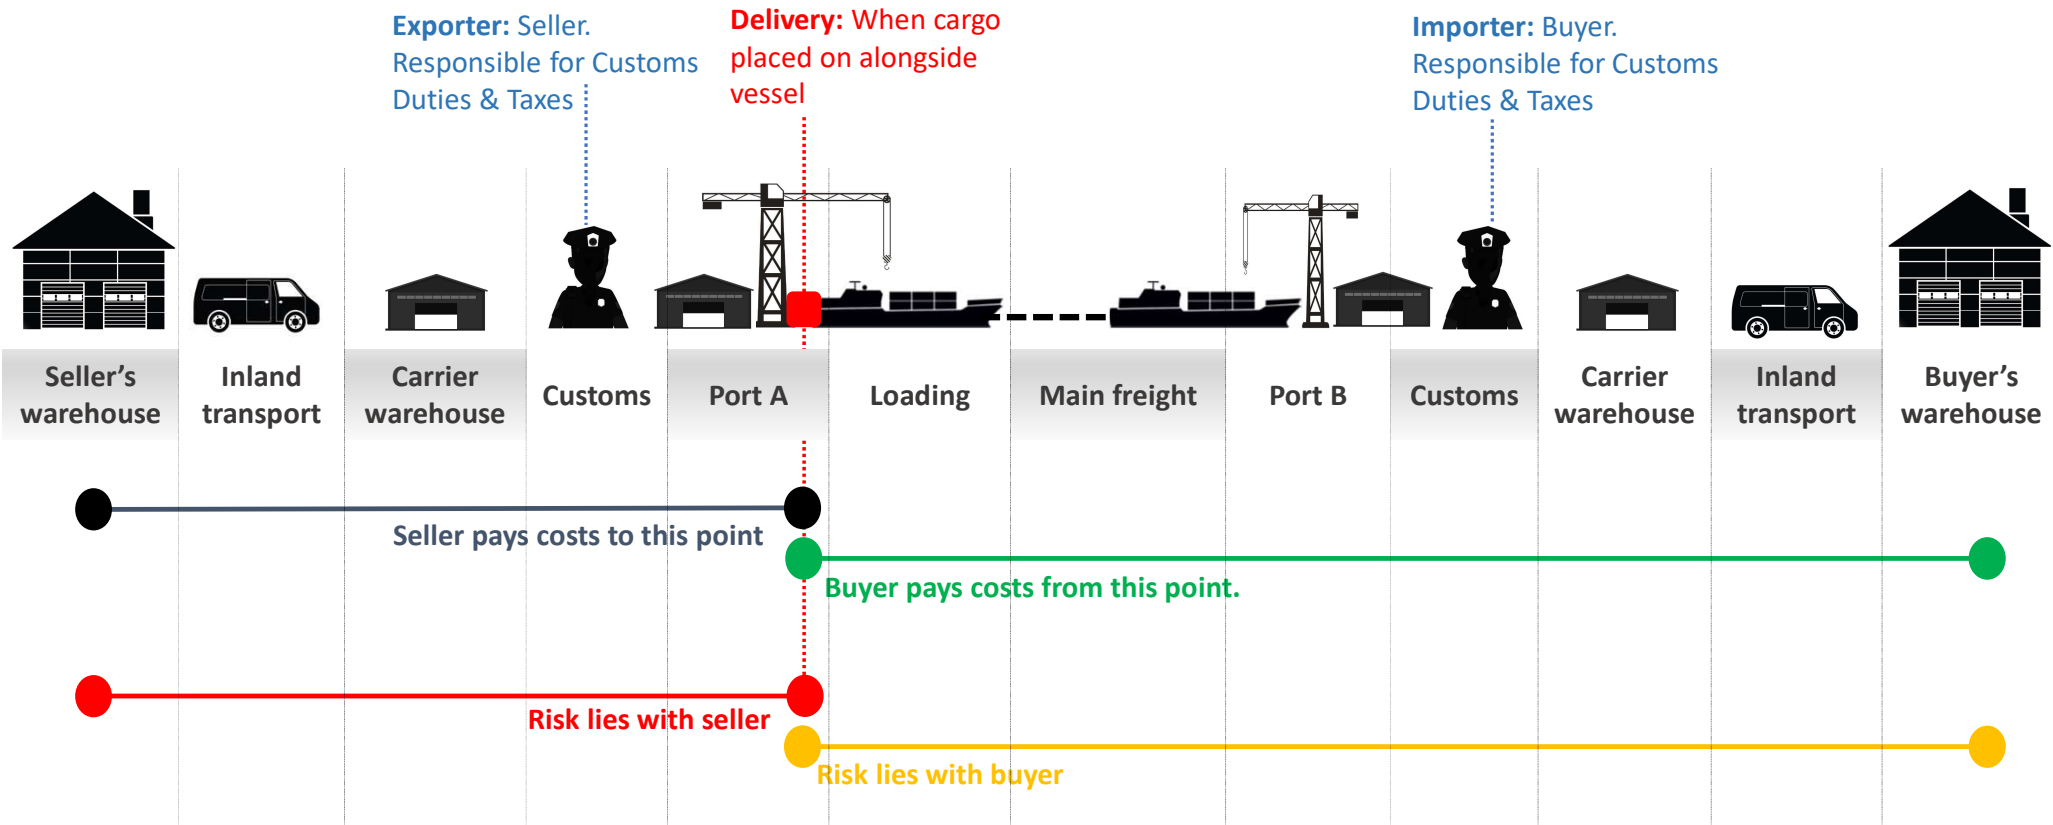 Exporter: Seller.
Responsible for Customs
Duties & Taxes
Delivery: When cargo
placed on alongside
vessel
Importer: Buyer.
Responsible for Customs
Duties & Taxes
Seller's
warehouse
Inland
transport
Carrier
warehouse
Customs
Port A
Loading
Main freight
Port B
Customs
Carrier
warehouse
Inland
transport
Buyer's
warehouse
Seller pays costs to this point
Buyer pays costs from this point.
Risk lies with seller
Risk lies with buyer